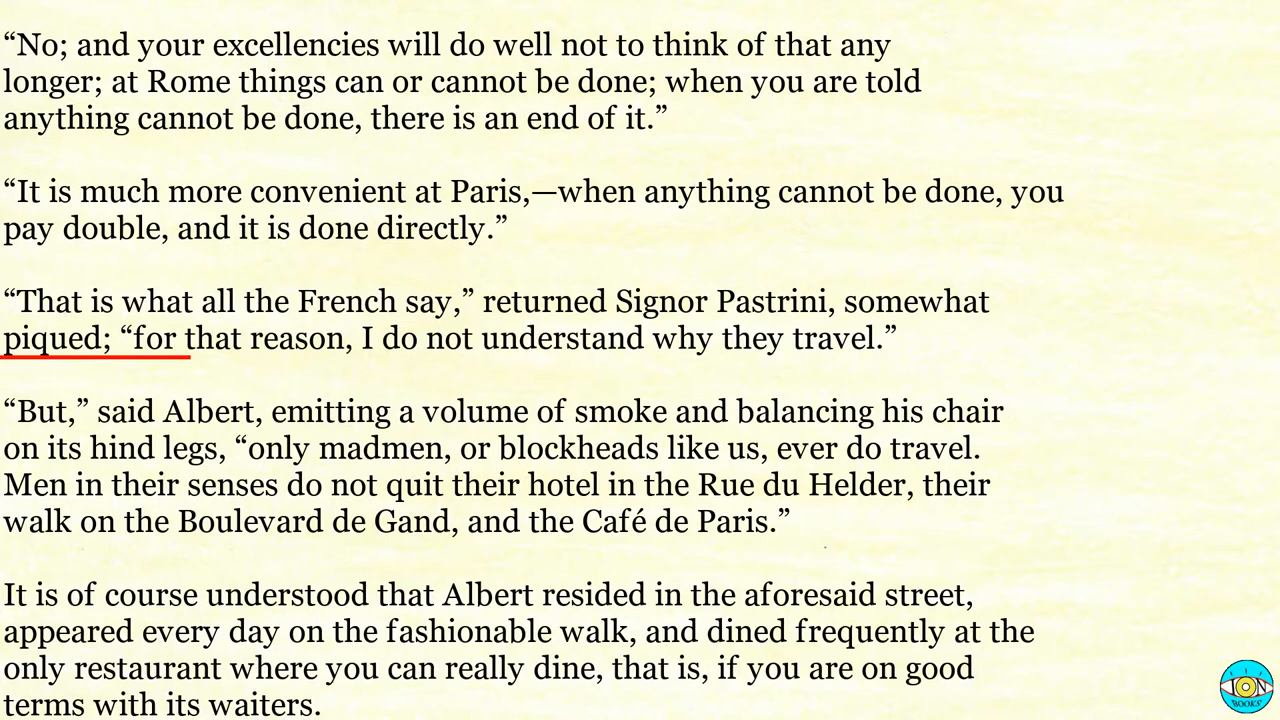 “No; and your excellencies will do well not to think of that any
longer; at Rome things can or cannot be done; when you are told
anything cannot be done, there is an end of it.”
“It is much more convenient at Paris,—when anything cannot be done, you
pay double, and it is done directly.”
“That is what all the French say,” returned Signor Pastrini, somewhat
piqued; “for that reason, I do not understand why they travel.”
“But,” said Albert, emitting a volume of smoke and balancing his chair
on its hind legs, “only madmen, or blockheads like us, ever do travel.
Men in their senses do not quit their hotel in the Rue du Helder, their
walk on the Boulevard de Gand, and the Café de Paris.”
It is of course understood that Albert resided in the aforesaid street,
appeared every day on the fashionable walk, and dined frequently at the
only restaurant where you can really dine, that is, if you are on good
terms with its waiters.
ION
BOOKS